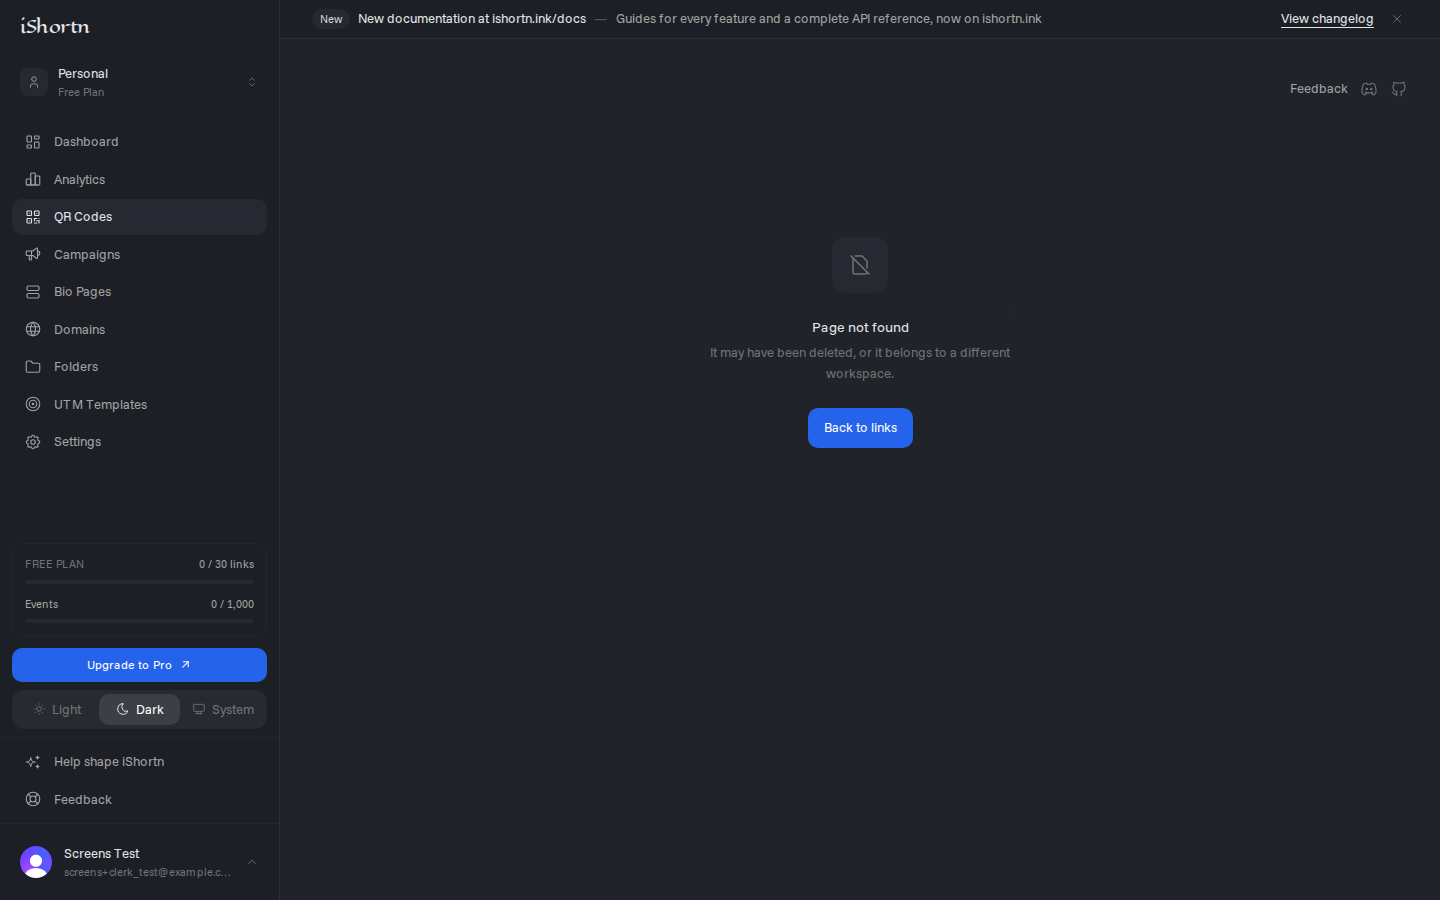 iShortn
Personal
Free Plan
Dashboard
Analytics
QR Codes
Campaigns
Bio Pages
Domains
Folders
UTM Templates
Settings
FREE PLAN 0 / 30 links
Events 0 / 1,000
Upgrade to Pro
Light Dark System
Help shape iShortn
Feedback
Screens Test
screens+clerk_test@example.c...
New New documentation at ishortn.ink/docs — Guides for every feature and a complete API reference, now on ishortn.ink View changelog
Feedback
Page not found
It may have been deleted, or it belongs to a different
workspace.
Back to links